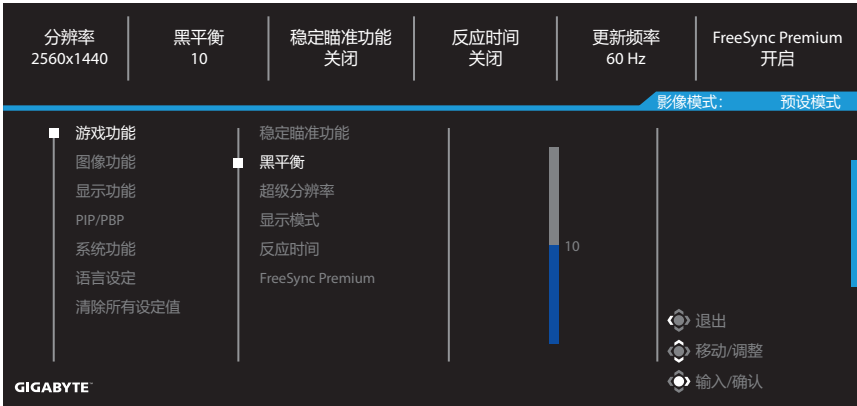 分辨率
2560x1440
黑平衡
10
稳定瞄准功能
关闭
反应时间
关闭
更新频率
60 Hz
FreeSync Premium
开启
影像模式: 预设模式
游戏功能
图像功能
显示功能
PIP/PBP
系统功能
语言设定
清除所有设定值
稳定瞄准功能
黑平衡
超级分辨率
显示模式
反应时间
FreeSync Premium
10
退出
移动/调整
输入/确认
GIGABYTE™